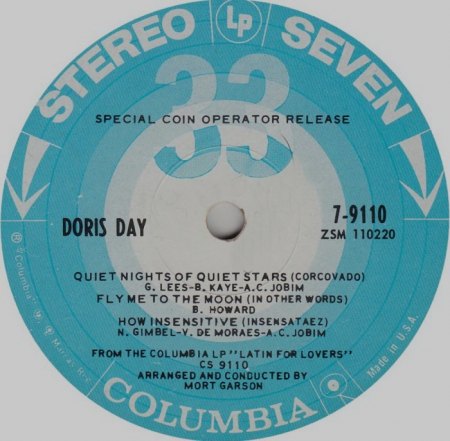 STEREO LP SEVEN
33
SPECIAL COIN OPERATOR RELEASE
DORIS DAY
7-9110
ZSM 110220
QUIET NIGHTS OF QUIET STARS (CORCOVADO)
G. LEES-B. KAYE-A.C. JOBIM
FLY ME TO THE MOON (IN OTHER WORDS)
B. HOWARD
HOW INSENSITIVE (INSENSATAEZ)
N. GIMBEL-V. DE MORAES-A.C. JOBIM
FROM THE COLUMBIA LP "LATIN FOR LOVERS"
CS 9110
ARRANGED AND CONDUCTED BY
MORT GARSON
COLUMBIA
® "Columbia", Marcas Reg.
Made in U.S.A.